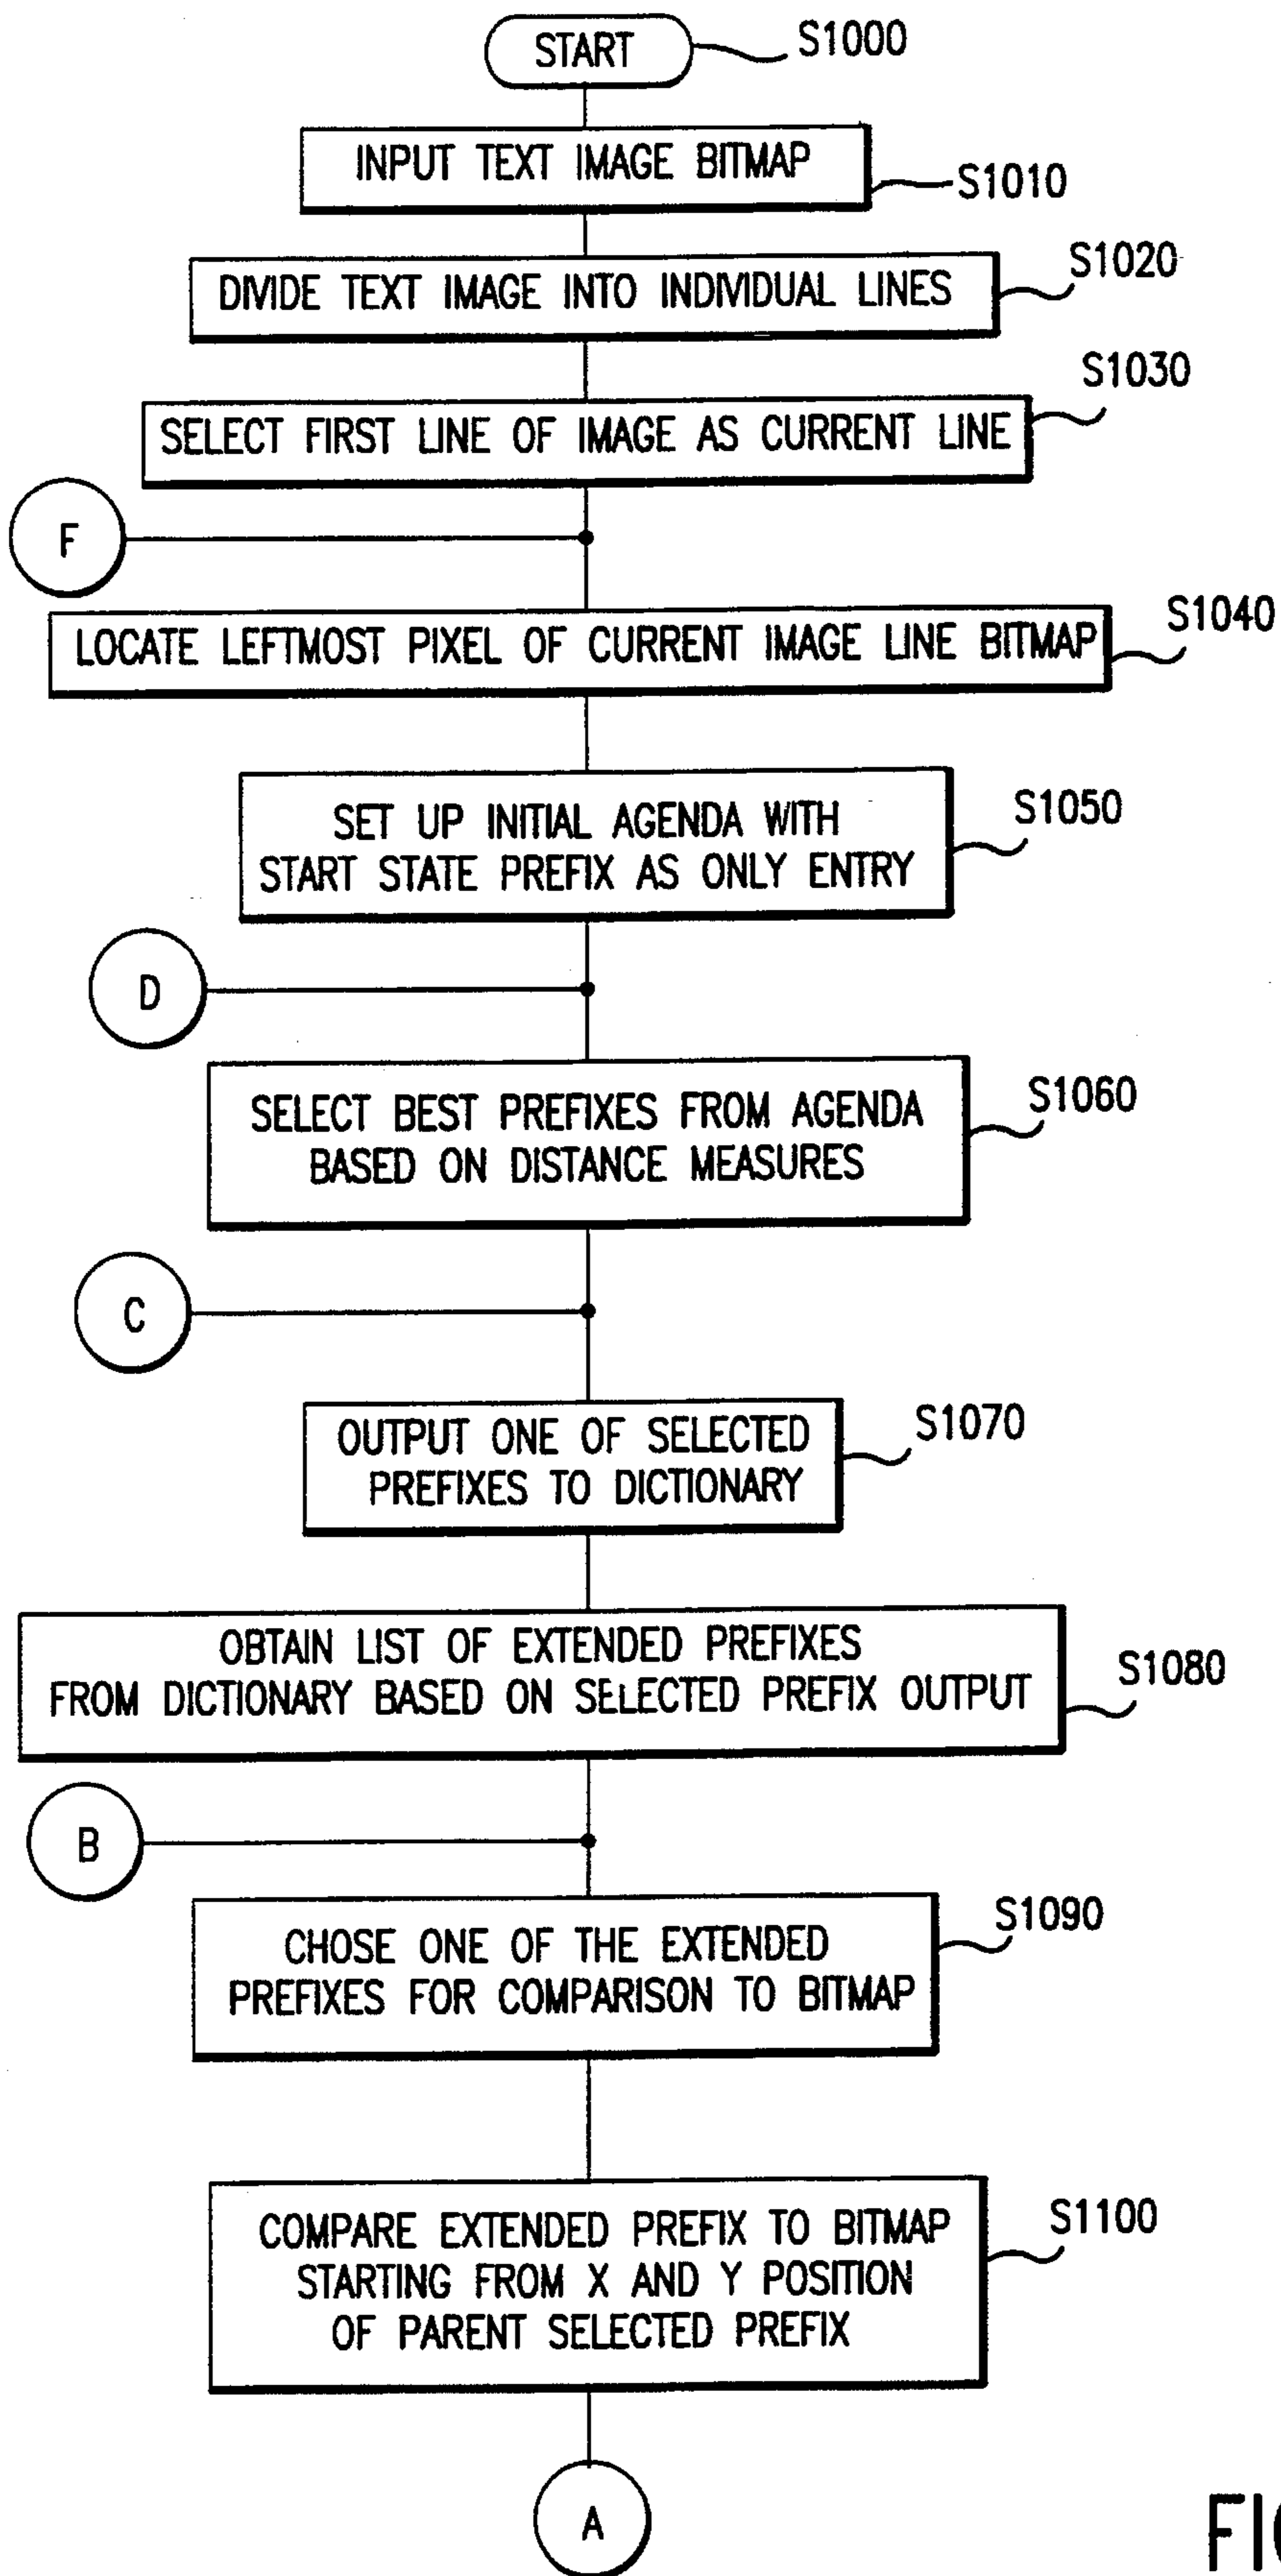 START
S1000
INPUT TEXT IMAGE BITMAP
S1010
DIVIDE TEXT IMAGE INTO INDIVIDUAL LINES
S1020
SELECT FIRST LINE OF IMAGE AS CURRENT LINE
S1030
F
LOCATE LEFTMOST PIXEL OF CURRENT IMAGE LINE BITMAP
S1040
SET UP INITIAL AGENDA WITH
START STATE PREFIX AS ONLY ENTRY
S1050
D
SELECT BEST PREFIXES FROM AGENDA
BASED ON DISTANCE MEASURES
S1060
C
OUTPUT ONE OF SELECTED
PREFIXES TO DICTIONARY
S1070
OBTAIN LIST OF EXTENDED PREFIXES
FROM DICTIONARY BASED ON SELECTED PREFIX OUTPUT
S1080
B
CHOSE ONE OF THE EXTENDED
PREFIXES FOR COMPARISON TO BITMAP
S1090
COMPARE EXTENDED PREFIX TO BITMAP
STARTING FROM X AND Y POSITION
OF PARENT SELECTED PREFIX
S1100
A